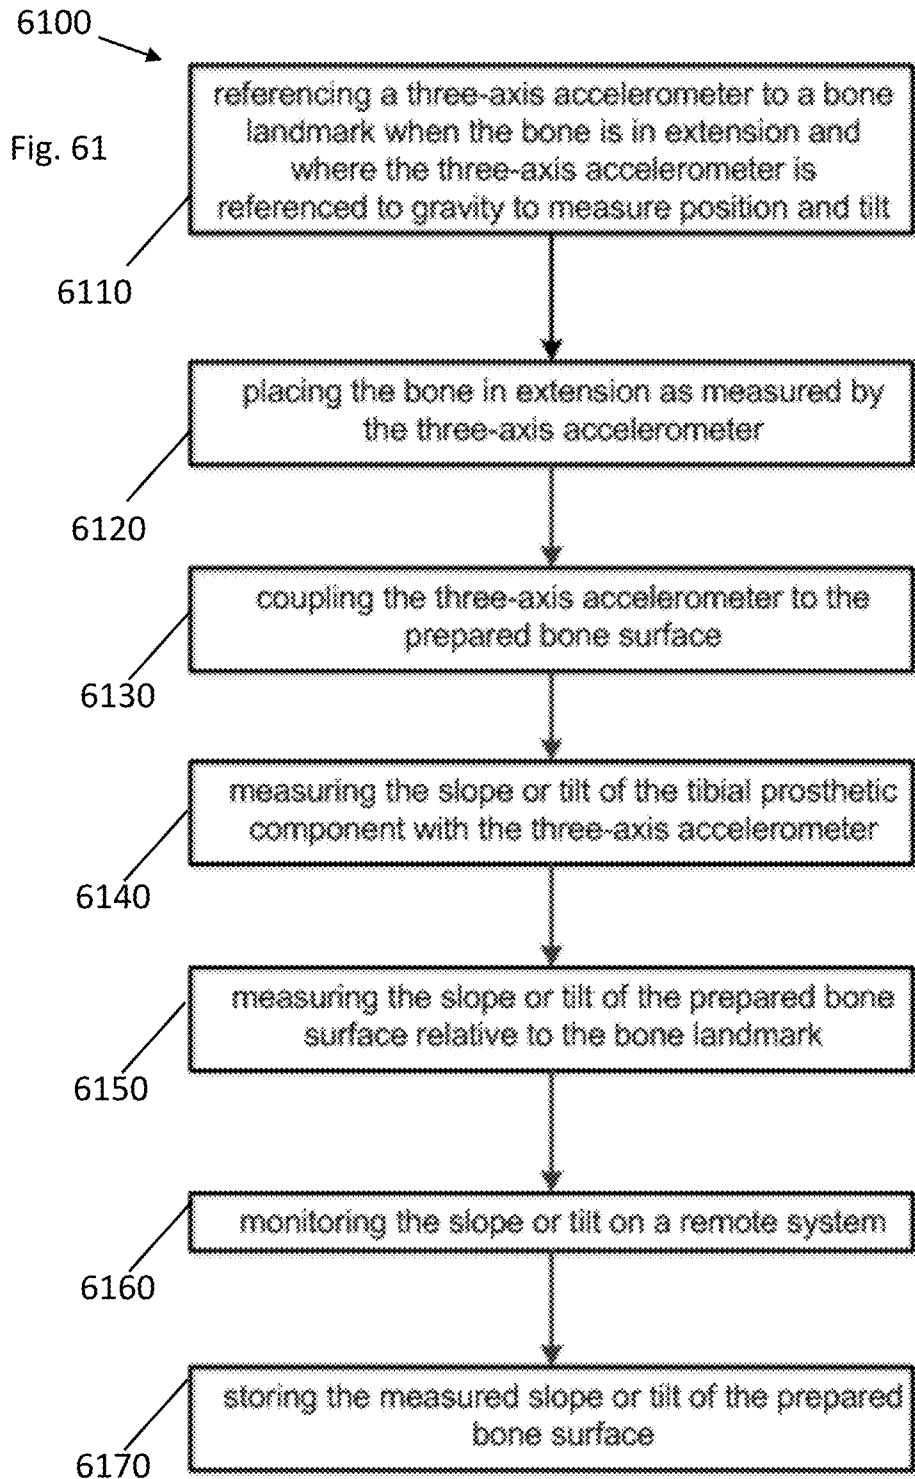 6100
referencing a three-axis accelerometer to a bone
landmark when the bone is in extension and
where the three-axis accelerometer is
referenced to gravity to measure position and tilt
Fig. 61
6110
placing the bone in extension as measured by
the three-axis accelerometer
6120
coupling the three-axis accelerometer to the
prepared bone surface
6130
measuring the slope or tilt of the tibial prosthetic
component with the three-axis accelerometer
6140
measuring the slope or tilt of the prepared bone
surface relative to the bone landmark
6150
monitoring the slope or tilt on a remote system
6160
storing the measured slope or tilt of the prepared
bone surface
6170